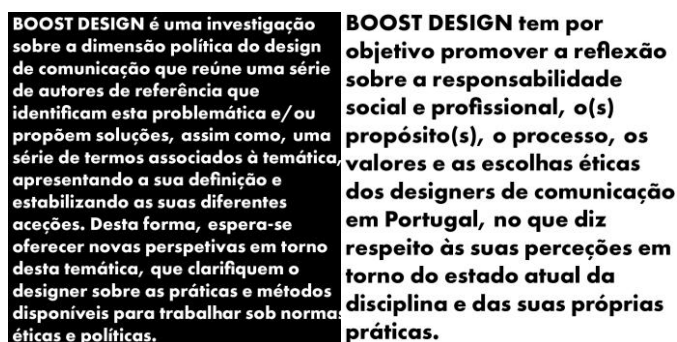 BOOST DESIGN é uma investigação
sobre a dimensão política do design
de comunicação que reúne uma série
de autores de referência que
identificam esta problemática e/ou
propõem soluções, assim como, uma
série de termos associados à temática,
apresentando a sua definição e
estabilizando as suas diferentes
aceções. Desta forma, espera-se
oferecer novas perspetivas em torno
desta temática, que clarifiquem o
designer sobre as práticas e métodos
disponíveis para trabalhar sob normas
éticas e políticas.
BOOST DESIGN tem por
objetivo promover a reflexão
sobre a responsabilidade
social e profissional, o(s)
propósito(s), o processo, os
valores e as escolhas éticas
dos designers de comunicação
em Portugal, no que diz
respeito às suas perceções em
torno do estado atual da
disciplina e das suas próprias
práticas.